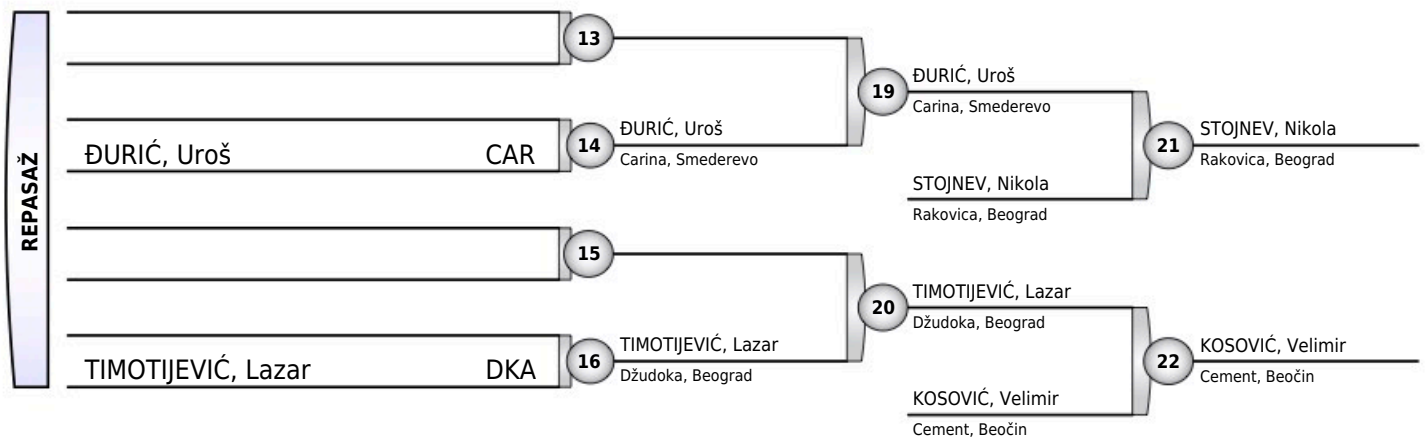 REPASAŽ
13
19
ĐURIĆ, Uroš
Carina, Smederevo
ĐURIĆ, Uroš CAR
14
ĐURIĆ, Uroš
Carina, Smederevo
21
STOJNEV, Nikola
Rakovica, Beograd
STOJNEV, Nikola
Rakovica, Beograd
15
20
TIMOTIJEVIĆ, Lazar
Džudoka, Beograd
TIMOTIJEVIĆ, Lazar DKA
16
TIMOTIJEVIĆ, Lazar
Džudoka, Beograd
22
KOSOVIĆ, Velimir
Cement, Beočin
KOSOVIĆ, Velimir
Cement, Beočin